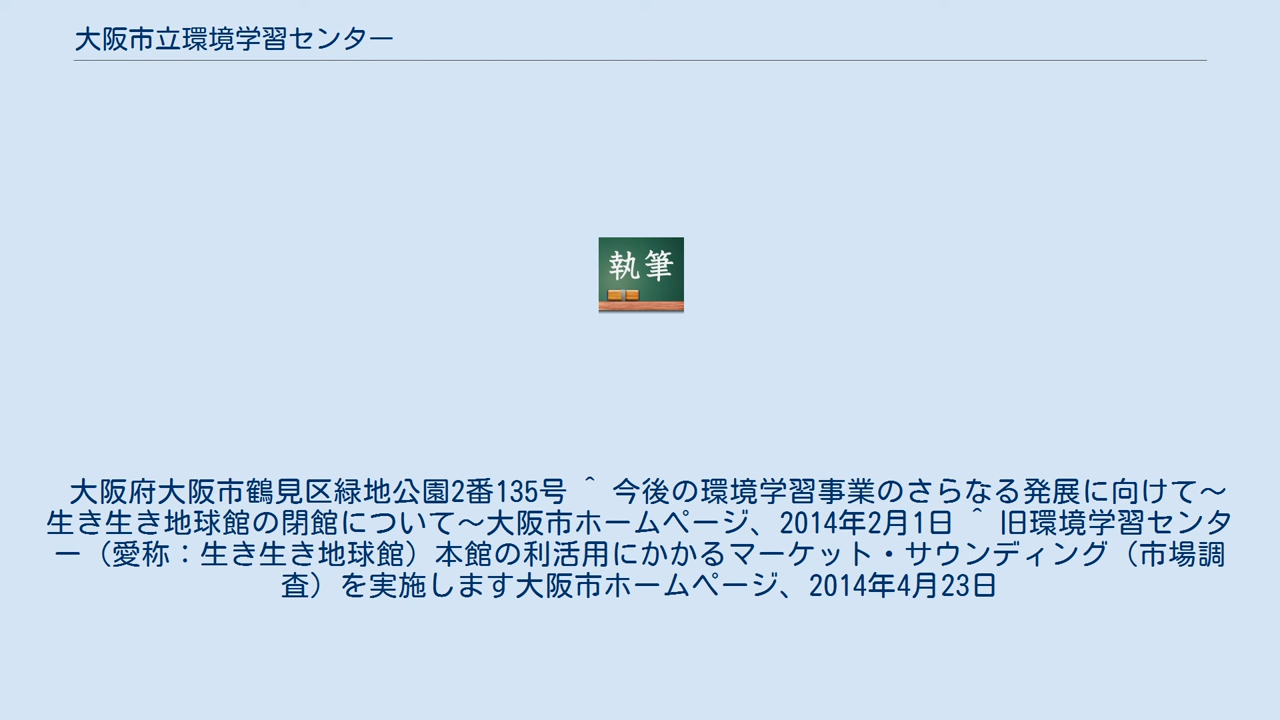 大阪市立環境学習センター
執筆
大阪府大阪市鶴見区緑地公園2番135号 ^ 今後の環境学習事業のさらなる発展に向けて～
生き生き地球館の閉館について～大阪市ホームページ、2014年2月1日 ^ 旧環境学習センタ
ー（愛称：生き生き地球館）本館の利活用にかかるマーケット・サウンディング（市場調
査）を実施します大阪市ホームページ、2014年4月23日